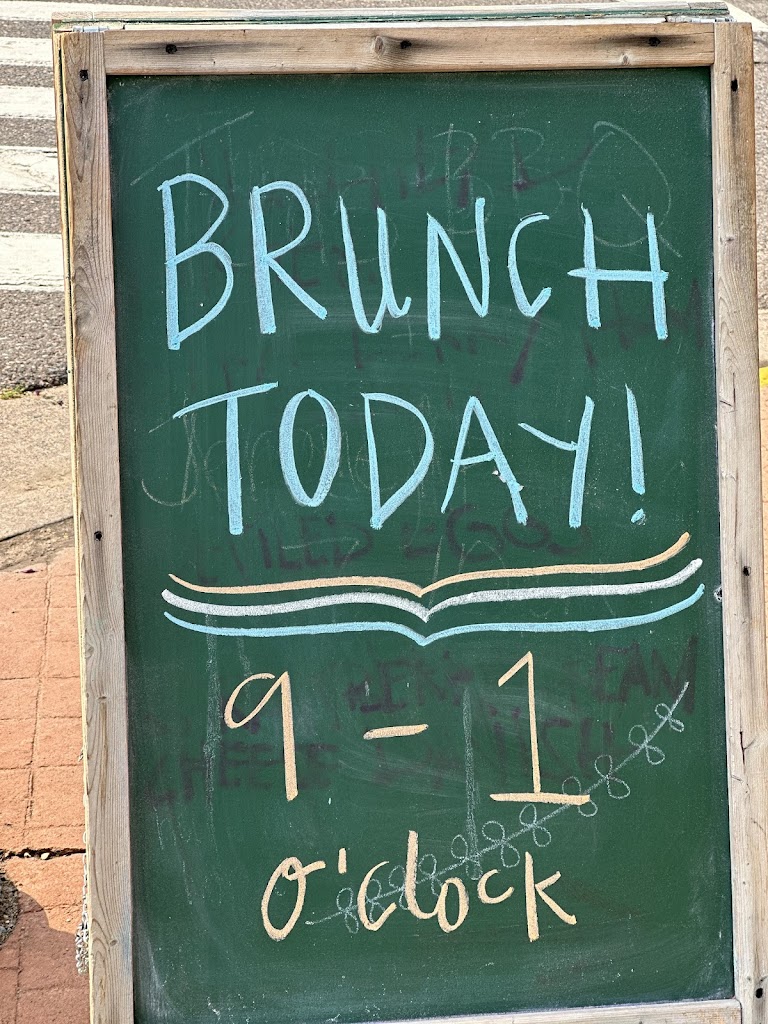 BRUNCH
TODAY!
9 - 1
o'clock